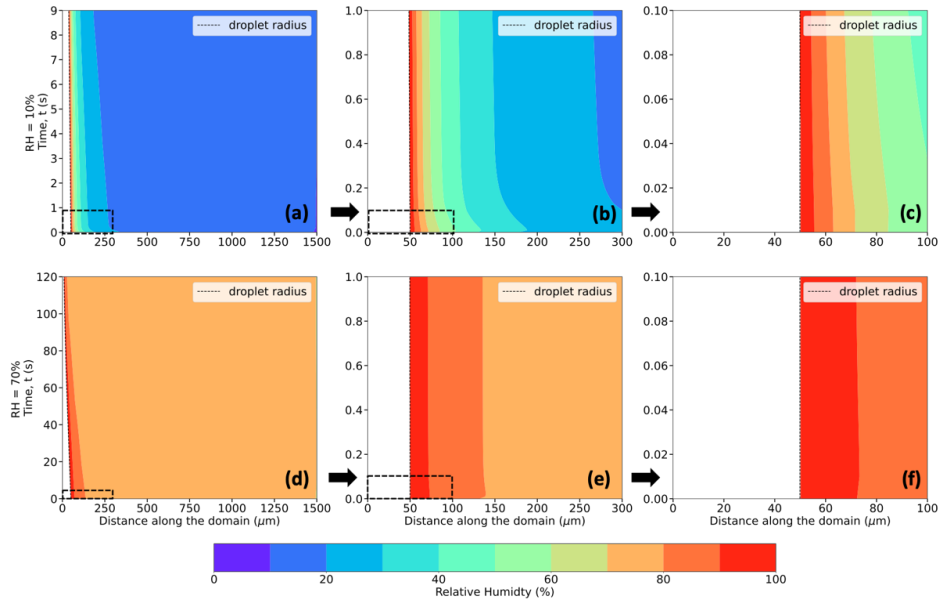 9
8
7
6
5
4
3
2
1
0
RH = 10%
Time, t (s)
droplet radius
(a)
0 250 500 750 1000 1250 1500
1.0
0.8
0.6
0.4
0.2
0.0
droplet radius
(b)
0 50 100 150 200 250 300
0.10
0.08
0.06
0.04
0.02
0.00
droplet radius
(c)
0 20 40 60 80 100
120
100
80
60
40
20
0
RH = 70%
Time, t (s)
droplet radius
(d)
0 250 500 750 1000 1250 1500
Distance along the domain (μm)
1.0
0.8
0.6
0.4
0.2
0.0
droplet radius
(e)
0 50 100 150 200 250 300
Distance along the domain (μm)
0.10
0.08
0.06
0.04
0.02
0.00
droplet radius
(f)
0 20 40 60 80 100
Distance along the domain (μm)
0 20 40 60 80 100
Relative Humidity (%)